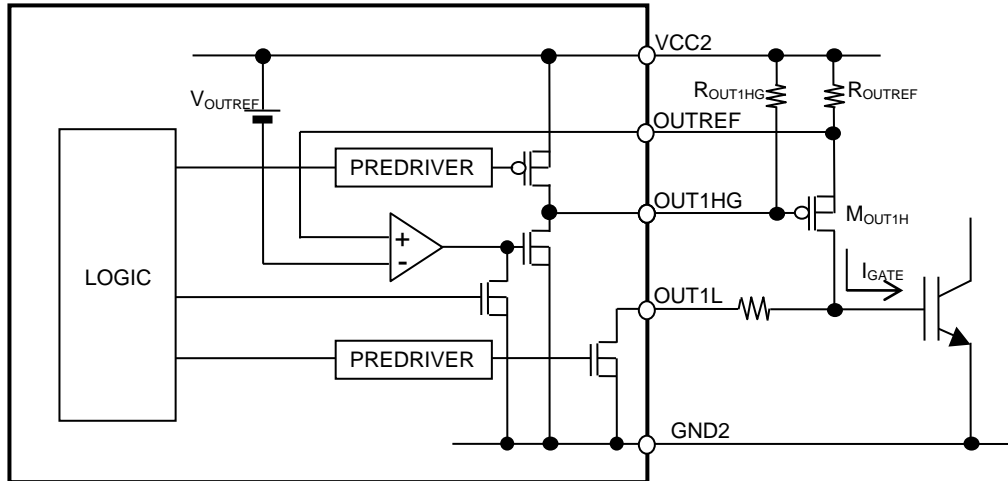 VCC2
VOUTREF
ROUT1HG
ROUTREF
OUTREF
PREDRIVER
OUT1HG
MOUT1H
+
-
LOGIC
IGATE
OUT1L
PREDRIVER
GND2